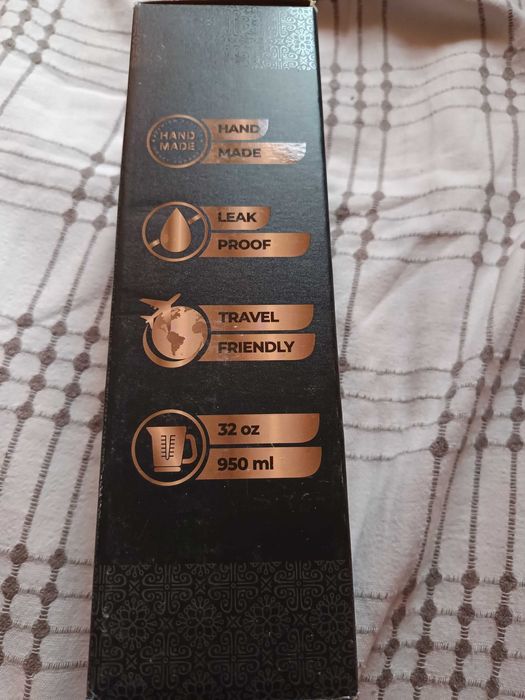 HAND
MADE
HAND
MADE
LEAK
PROOF
TRAVEL
FRIENDLY
32 oz
950 ml